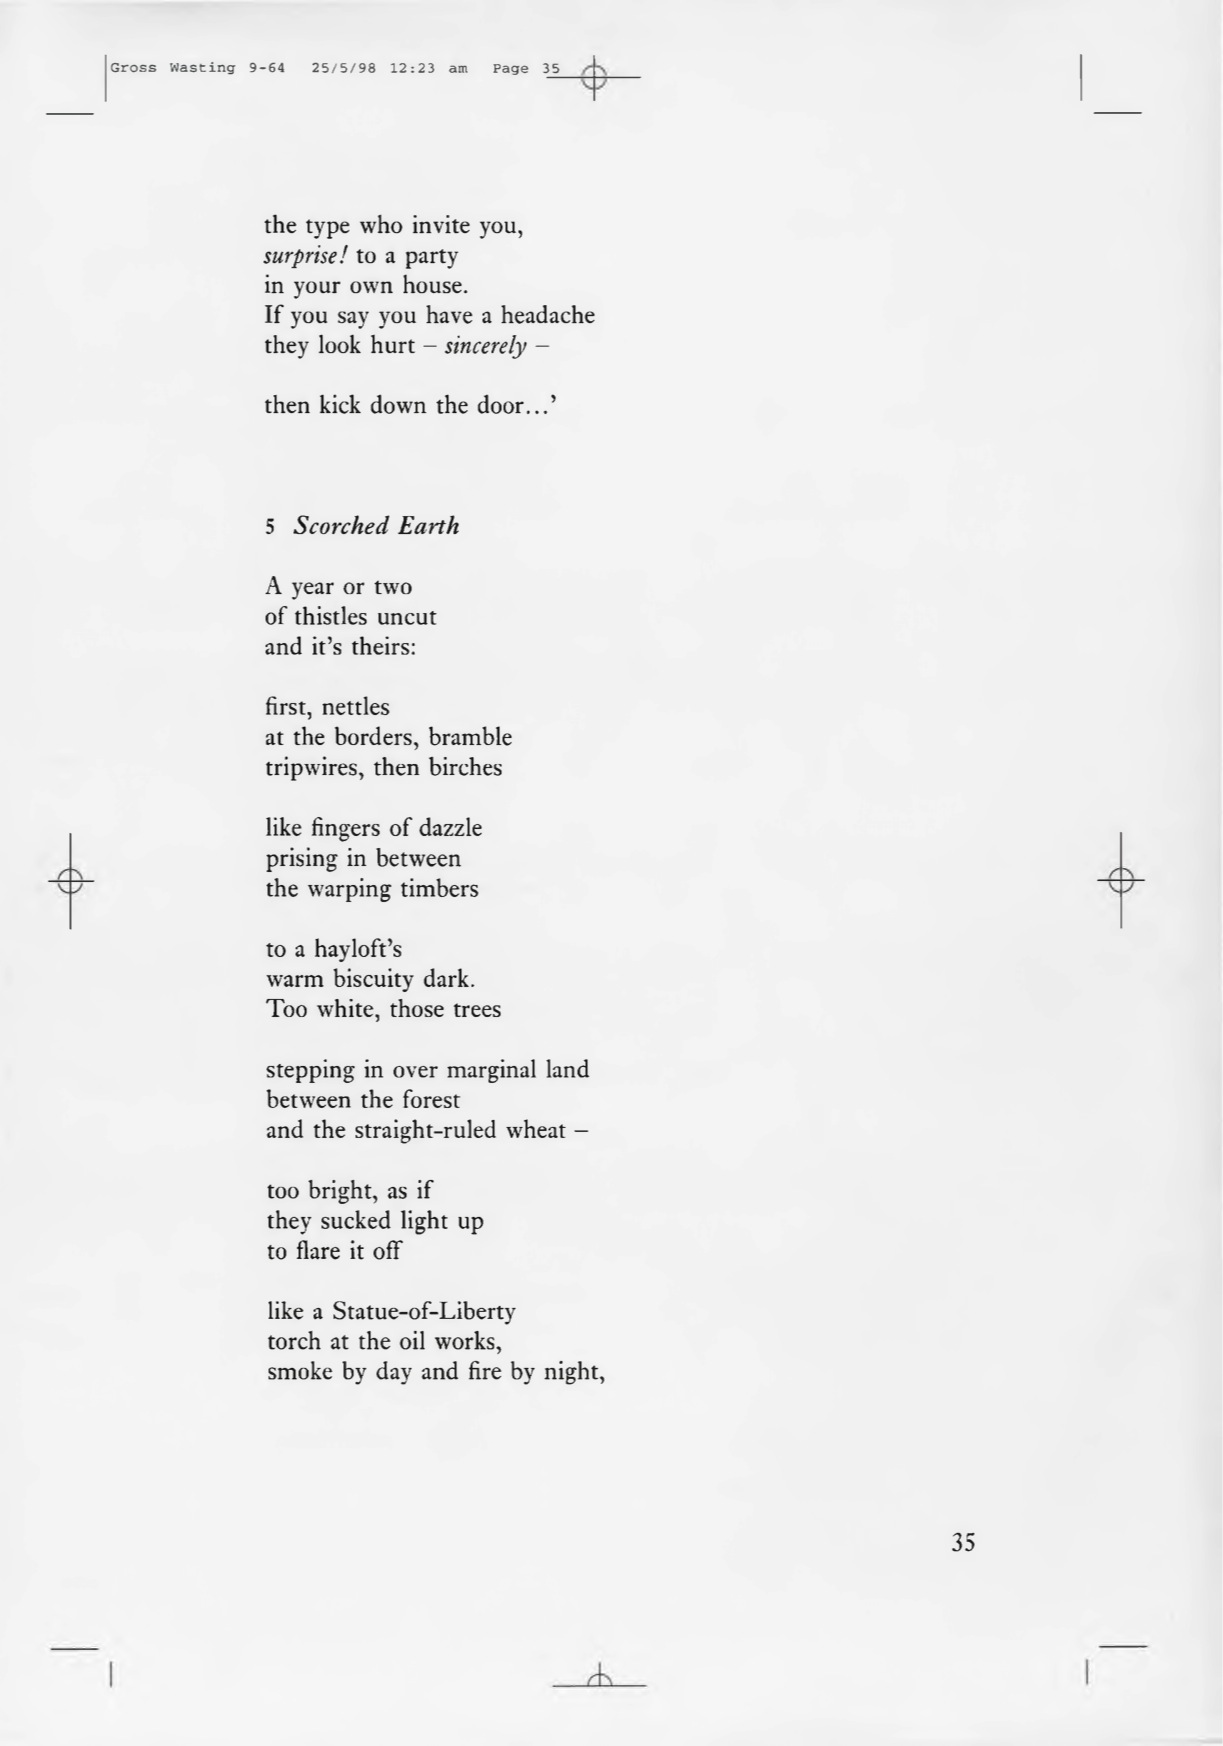 Gross Wasting 9-64 25/5/98 12:23 am Page 35
the type who invite you,
surprise! to a party
in your own house.
If you say you have a headache
they look hurt – sincerely –
then kick down the door...’
5 Scorched Earth
A year or two
of thistles uncut
and it’s theirs:
first, nettles
at the borders, bramble
tripwires, then birches
like fingers of dazzle
prising in between
the warping timbers
to a hayloft’s
warm biscuity dark.
Too white, those trees
stepping in over marginal land
between the forest
and the straight-ruled wheat –
too bright, as if
they sucked light up
to flare it off
like a Statue-of-Liberty
torch at the oil works,
smoke by day and fire by night,
35